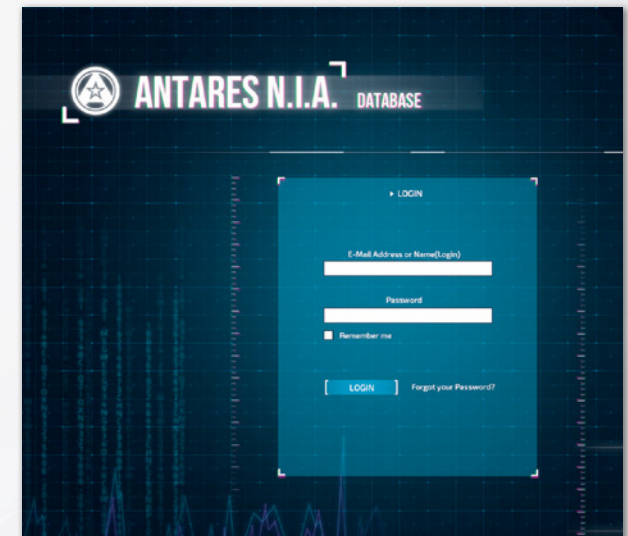 ANTARES N.I.A. DATABASE
LOGIN
E-Mail Address or Name(Login)
Password
Remember me
LOGIN Forgot your Password?